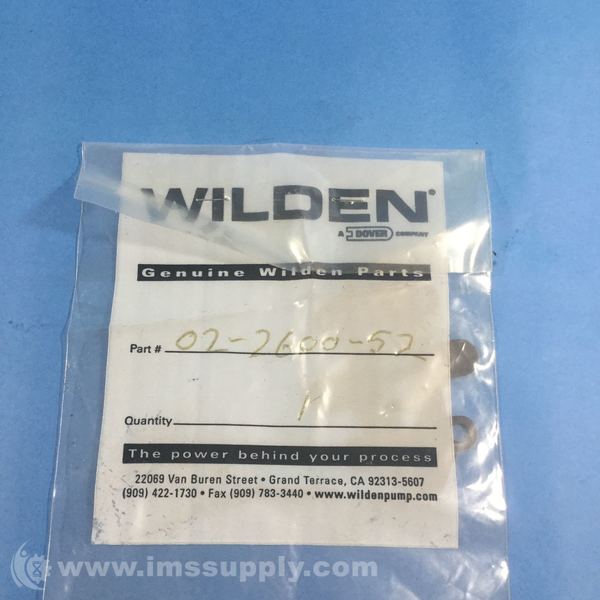 WILDEN®
A DOVER COMPANY
Genuine Wilden Parts
Part # 02-2600-52
Quantity 1
The power behind your process
22069 Van Buren Street • Grand Terrace, CA 92313-5607
(909) 422-1730 • Fax (909) 783-3440 • www.wildenpump.com
www.imssupply.com